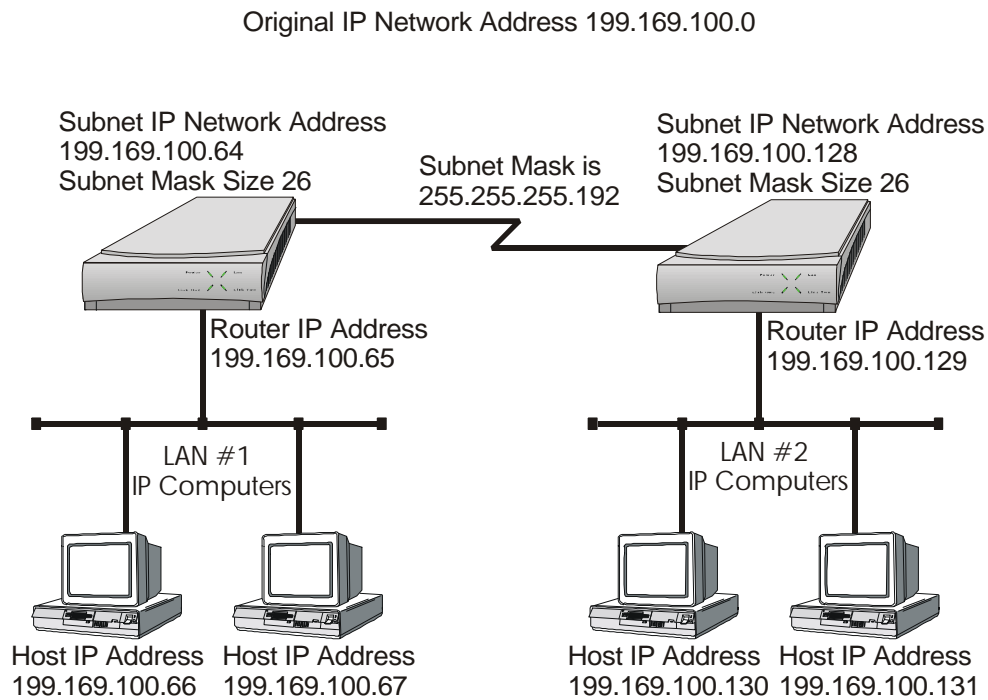 Original IP Network Address 199.169.100.0
Subnet IP Network Address
199.169.100.64
Subnet Mask Size 26
Subnet Mask is
255.255.255.192
Subnet IP Network Address
199.169.100.128
Subnet Mask Size 26
Router IP Address
199.169.100.65
Router IP Address
199.169.100.129
LAN #1
IP Computers
LAN #2
IP Computers
Host IP Address
199.169.100.66
Host IP Address
199.169.100.67
Host IP Address
199.169.100.130
Host IP Address
199.169.100.131